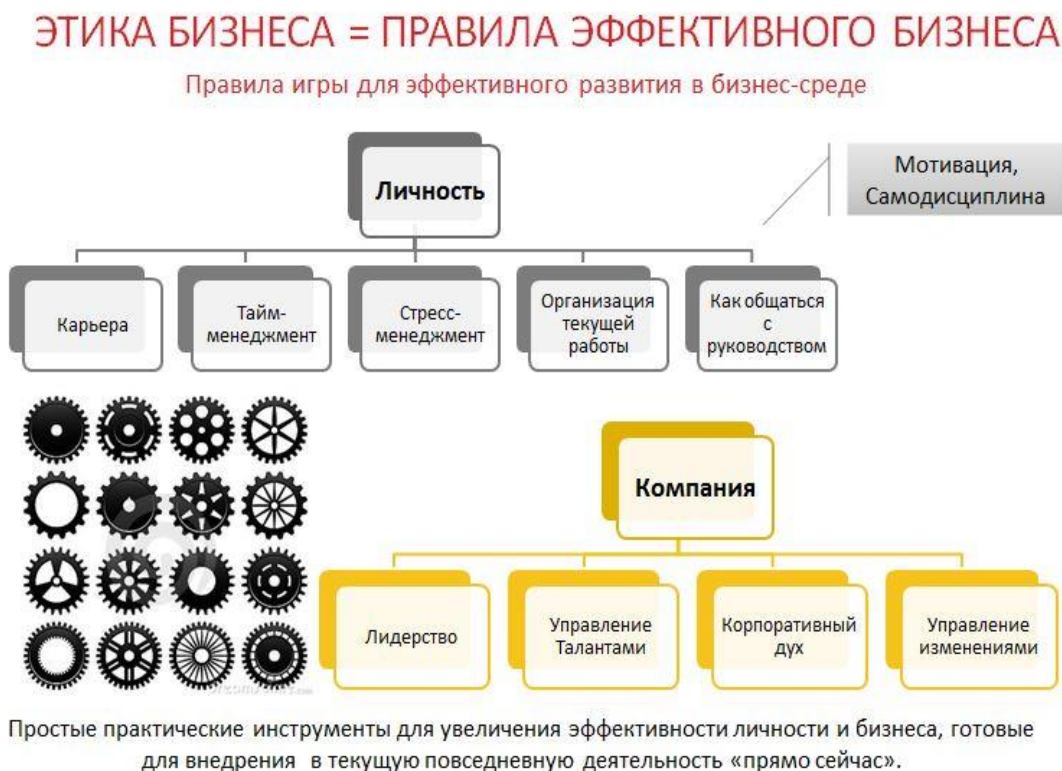 ЭТИКА БИЗНЕСА = ПРАВИЛА ЭФФЕКТИВНОГО БИЗНЕСА
Правила игры для эффективного развития в бизнес-среде
Личность
Мотивация,
Самодисциплина
Карьера
Тайм-
менеджмент
Стресс-
менеджмент
Организация
текущей
работы
Как общаться
с
руководством
Компания
Лидерство
Управление
Талантами
Корпоративный
дух
Управление
изменениями
Простые практические инструменты для увеличения эффективности личности и бизнеса, готовые
для внедрения в текущую повседневную деятельность «прямо сейчас».